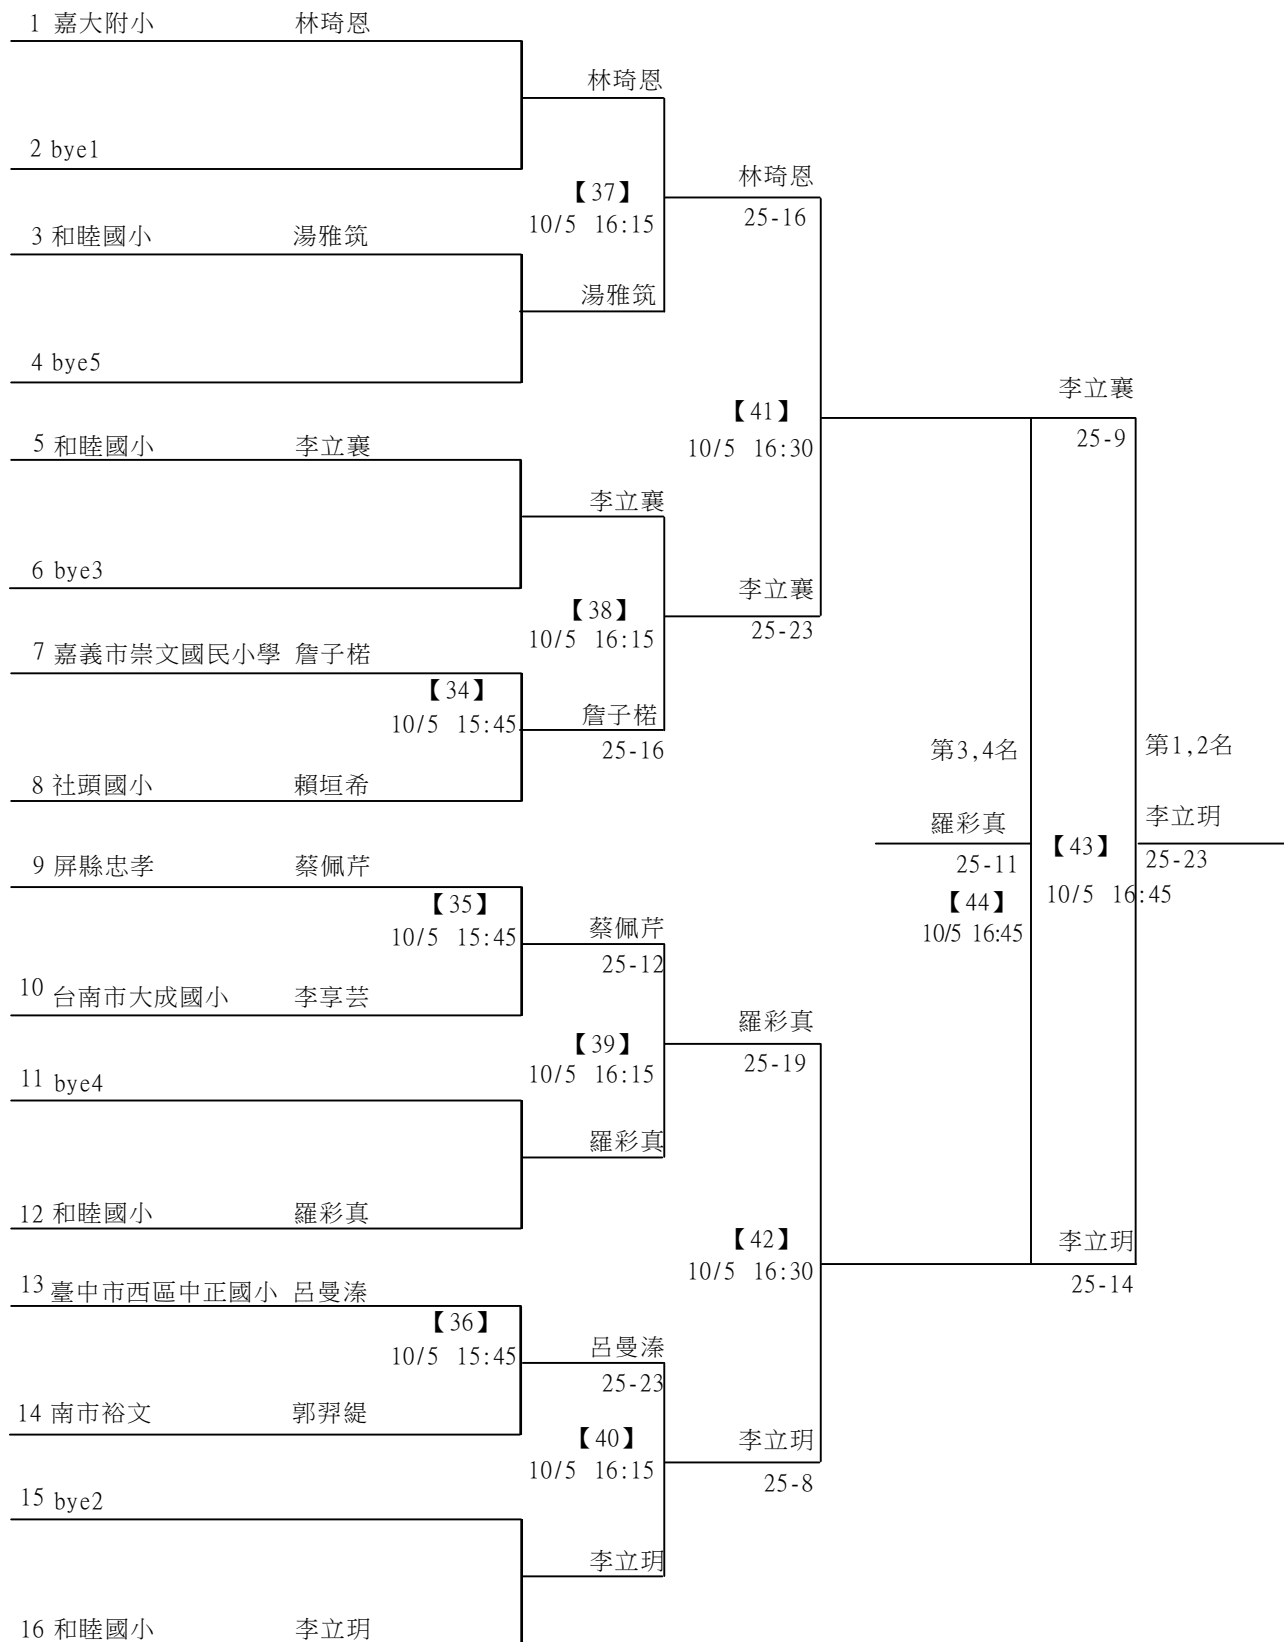 1 嘉大附小 林琦恩
林琦恩
2 bye1
林琦恩
【37】
25-16
10/5 16:15
3 和睦國小 湯雅筑
湯雅筑
4 bye5
李立襄
【41】
25-9
5 和睦國小 李立襄
10/5 16:30
李立襄
6 bye3
李立襄
【38】
25-23
10/5 16:15
7 嘉義市崇文國民小學 詹子楉
【34】
詹子楉
10/5 15:45
25-16
第3,4名
第1,2名
8 社頭國小 賴垣希
李立玥
羅彩真
【43】
25-23
9 屏縣忠孝 蔡佩芹
25-11
10/5 16:45
【35】
【44】
蔡佩芹
10/5 15:45
10/5 16:45
25-12
10 台南市大成國小 李享芸
羅彩真
【39】
25-19
10/5 16:15
11 bye4
羅彩真
12 和睦國小 羅彩真
【42】
李立玥
10/5 16:30
25-14
13 臺中市西區中正國小 呂曼溱
【36】
呂曼溱
10/5 15:45
25-23
14 南市裕文 郭羿緹
【40】
李立玥
10/5 16:15
25-8
15 bye2
李立玥
16 和睦國小 李立玥